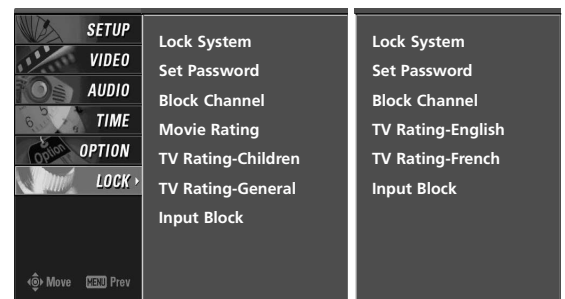 SETUP
VIDEO
AUDIO
TIME
OPTION
LOCK
Move MENU Prev
Lock System
Set Password
Block Channel
Movie Rating
TV Rating-Children
TV Rating-General
Input Block
Lock System
Set Password
Block Channel
TV Rating-English
TV Rating-French
Input Block